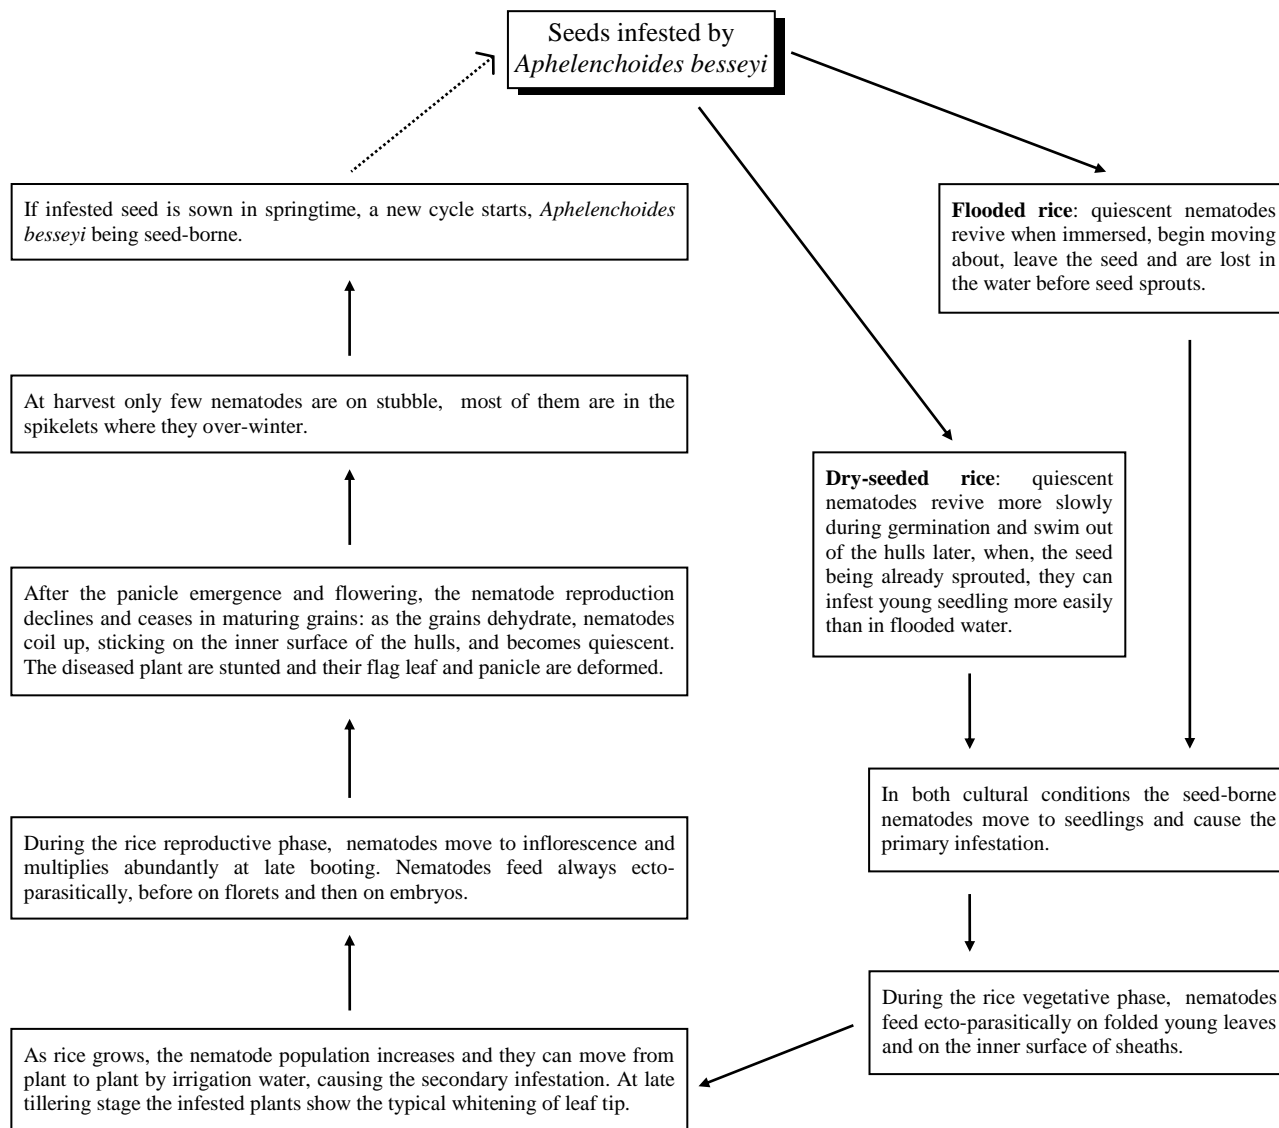 Seeds infested by
Aphelenchoides besseyi
If infested seed is sown in springtime, a new cycle starts, Aphelenchoides
besseyi being seed-borne.
Flooded rice: quiescent nematodes
revive when immersed, begin moving
about, leave the seed and are lost in
the water before seed sprouts.
At harvest only few nematodes are on stubble, most of them are in the
spikelets where they over-winter.
Dry-seeded rice: quiescent
nematodes revive more slowly
during germination and swim out
of the hulls later, when, the seed
being already sprouted, they can
infest young seedling more easily
than in flooded water.
After the panicle emergence and flowering, the nematode reproduction
declines and ceases in maturing grains: as the grains dehydrate, nematodes
coil up, sticking on the inner surface of the hulls, and becomes quiescent.
The diseased plant are stunted and their flag leaf and panicle are deformed.
In both cultural conditions the seed-borne
nematodes move to seedlings and cause the
primary infestation.
During the rice reproductive phase, nematodes move to inflorescence and
multiplies abundantly at late booting. Nematodes feed always ecto-
parasitically, before on florets and then on embryos.
During the rice vegetative phase, nematodes
feed ecto-parasitically on folded young leaves
and on the inner surface of sheaths.
As rice grows, the nematode population increases and they can move from
plant to plant by irrigation water, causing the secondary infestation. At late
tillering stage the infested plants show the typical whitening of leaf tip.